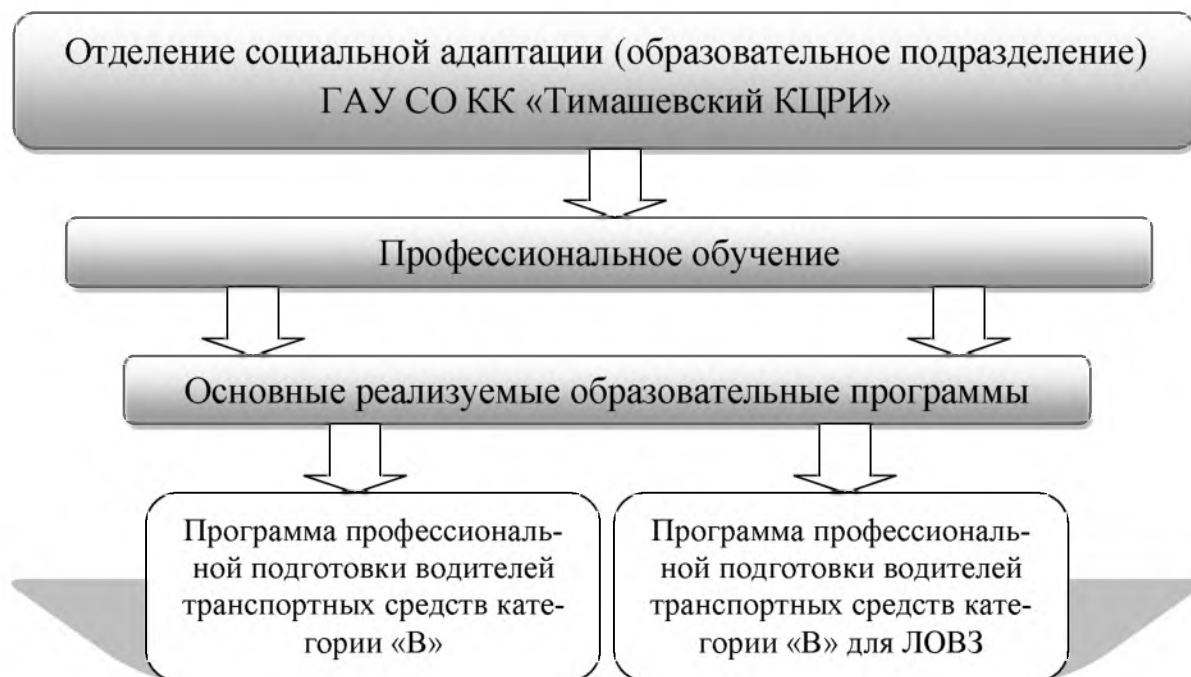 Отделение социальной адаптации (образовательное подразделение)
ГАУ СО КК «Тимашевский КЦРИ»
Профессиональное обучение
Основные реализуемые образовательные программы
Программа профессиональ-
ной подготовки водителей
транспортных средств кате-
гории «В»
Программа профессиональ-
ной подготовки водителей
транспортных средств кате-
гории «В» для ЛОВЗ